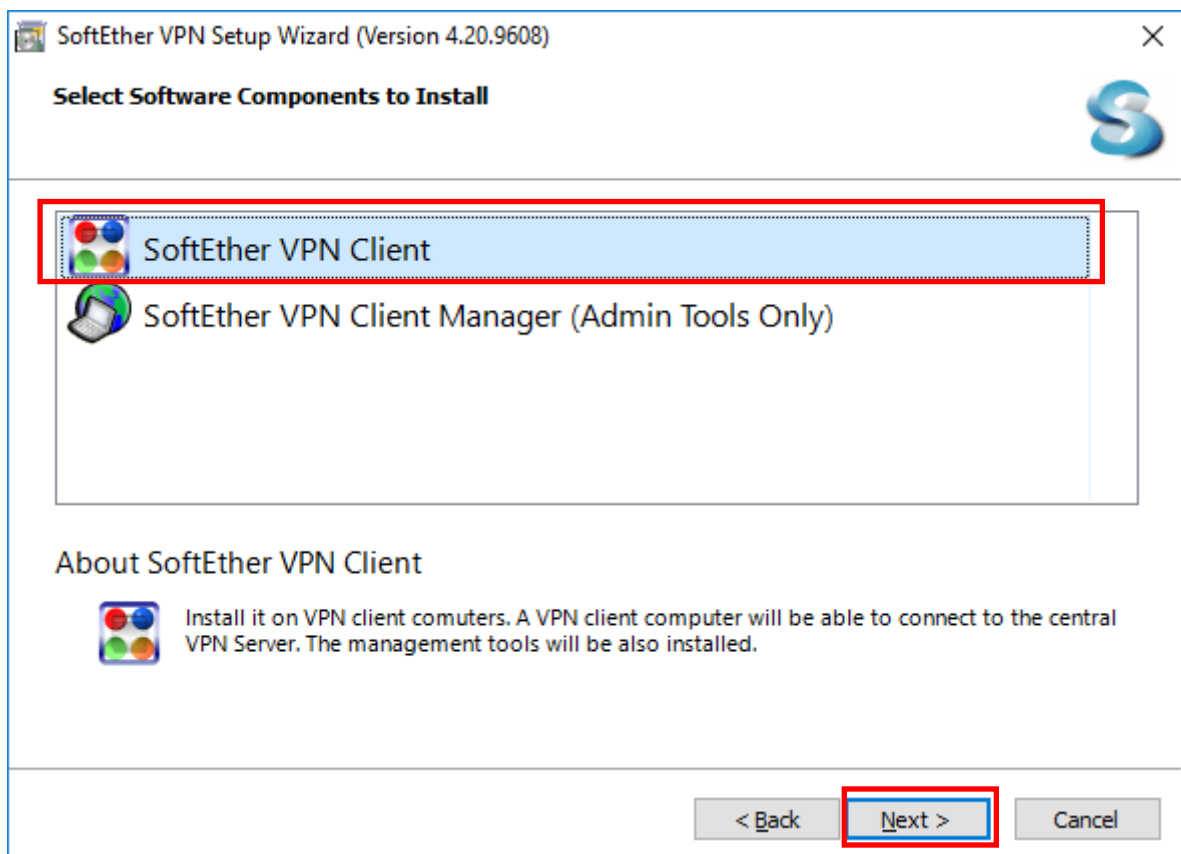 SoftEther VPN Setup Wizard (Version 4.20.9608)
Select Software Components to Install
SoftEther VPN Client
SoftEther VPN Client Manager (Admin Tools Only)
About SoftEther VPN Client
Install it on VPN client comuters. A VPN client computer will be able to connect to the central
VPN Server. The management tools will be also installed.
< Back Next > Cancel